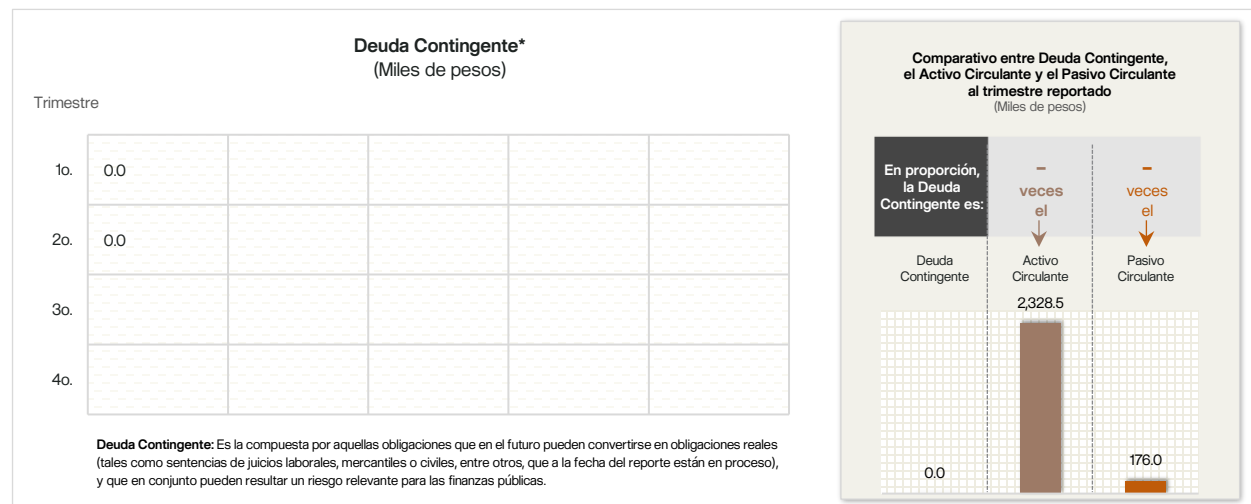 Deuda Contingente*
(Miles de pesos)
Trimestre
1o. 0.0
2o. 0.0
3o.
4o.
Deuda Contingente: Es la compuesta por aquellas obligaciones que en el futuro pueden convertirse en obligaciones reales
(tales como sentencias de juicios laborales, mercantiles o civiles, entre otros, que a la fecha del reporte están en proceso),
y que en conjunto pueden resultar un riesgo relevante para las finanzas públicas.
Comparativo entre Deuda Contingente,
el Activo Circulante y el Pasivo Circulante
al trimestre reportado
(Miles de pesos)
En proporción,
la Deuda
Contingente es:
–
veces
el
–
veces
el
Deuda
Contingente
Activo
Circulante
Pasivo
Circulante
2,328.5
0.0
176.0